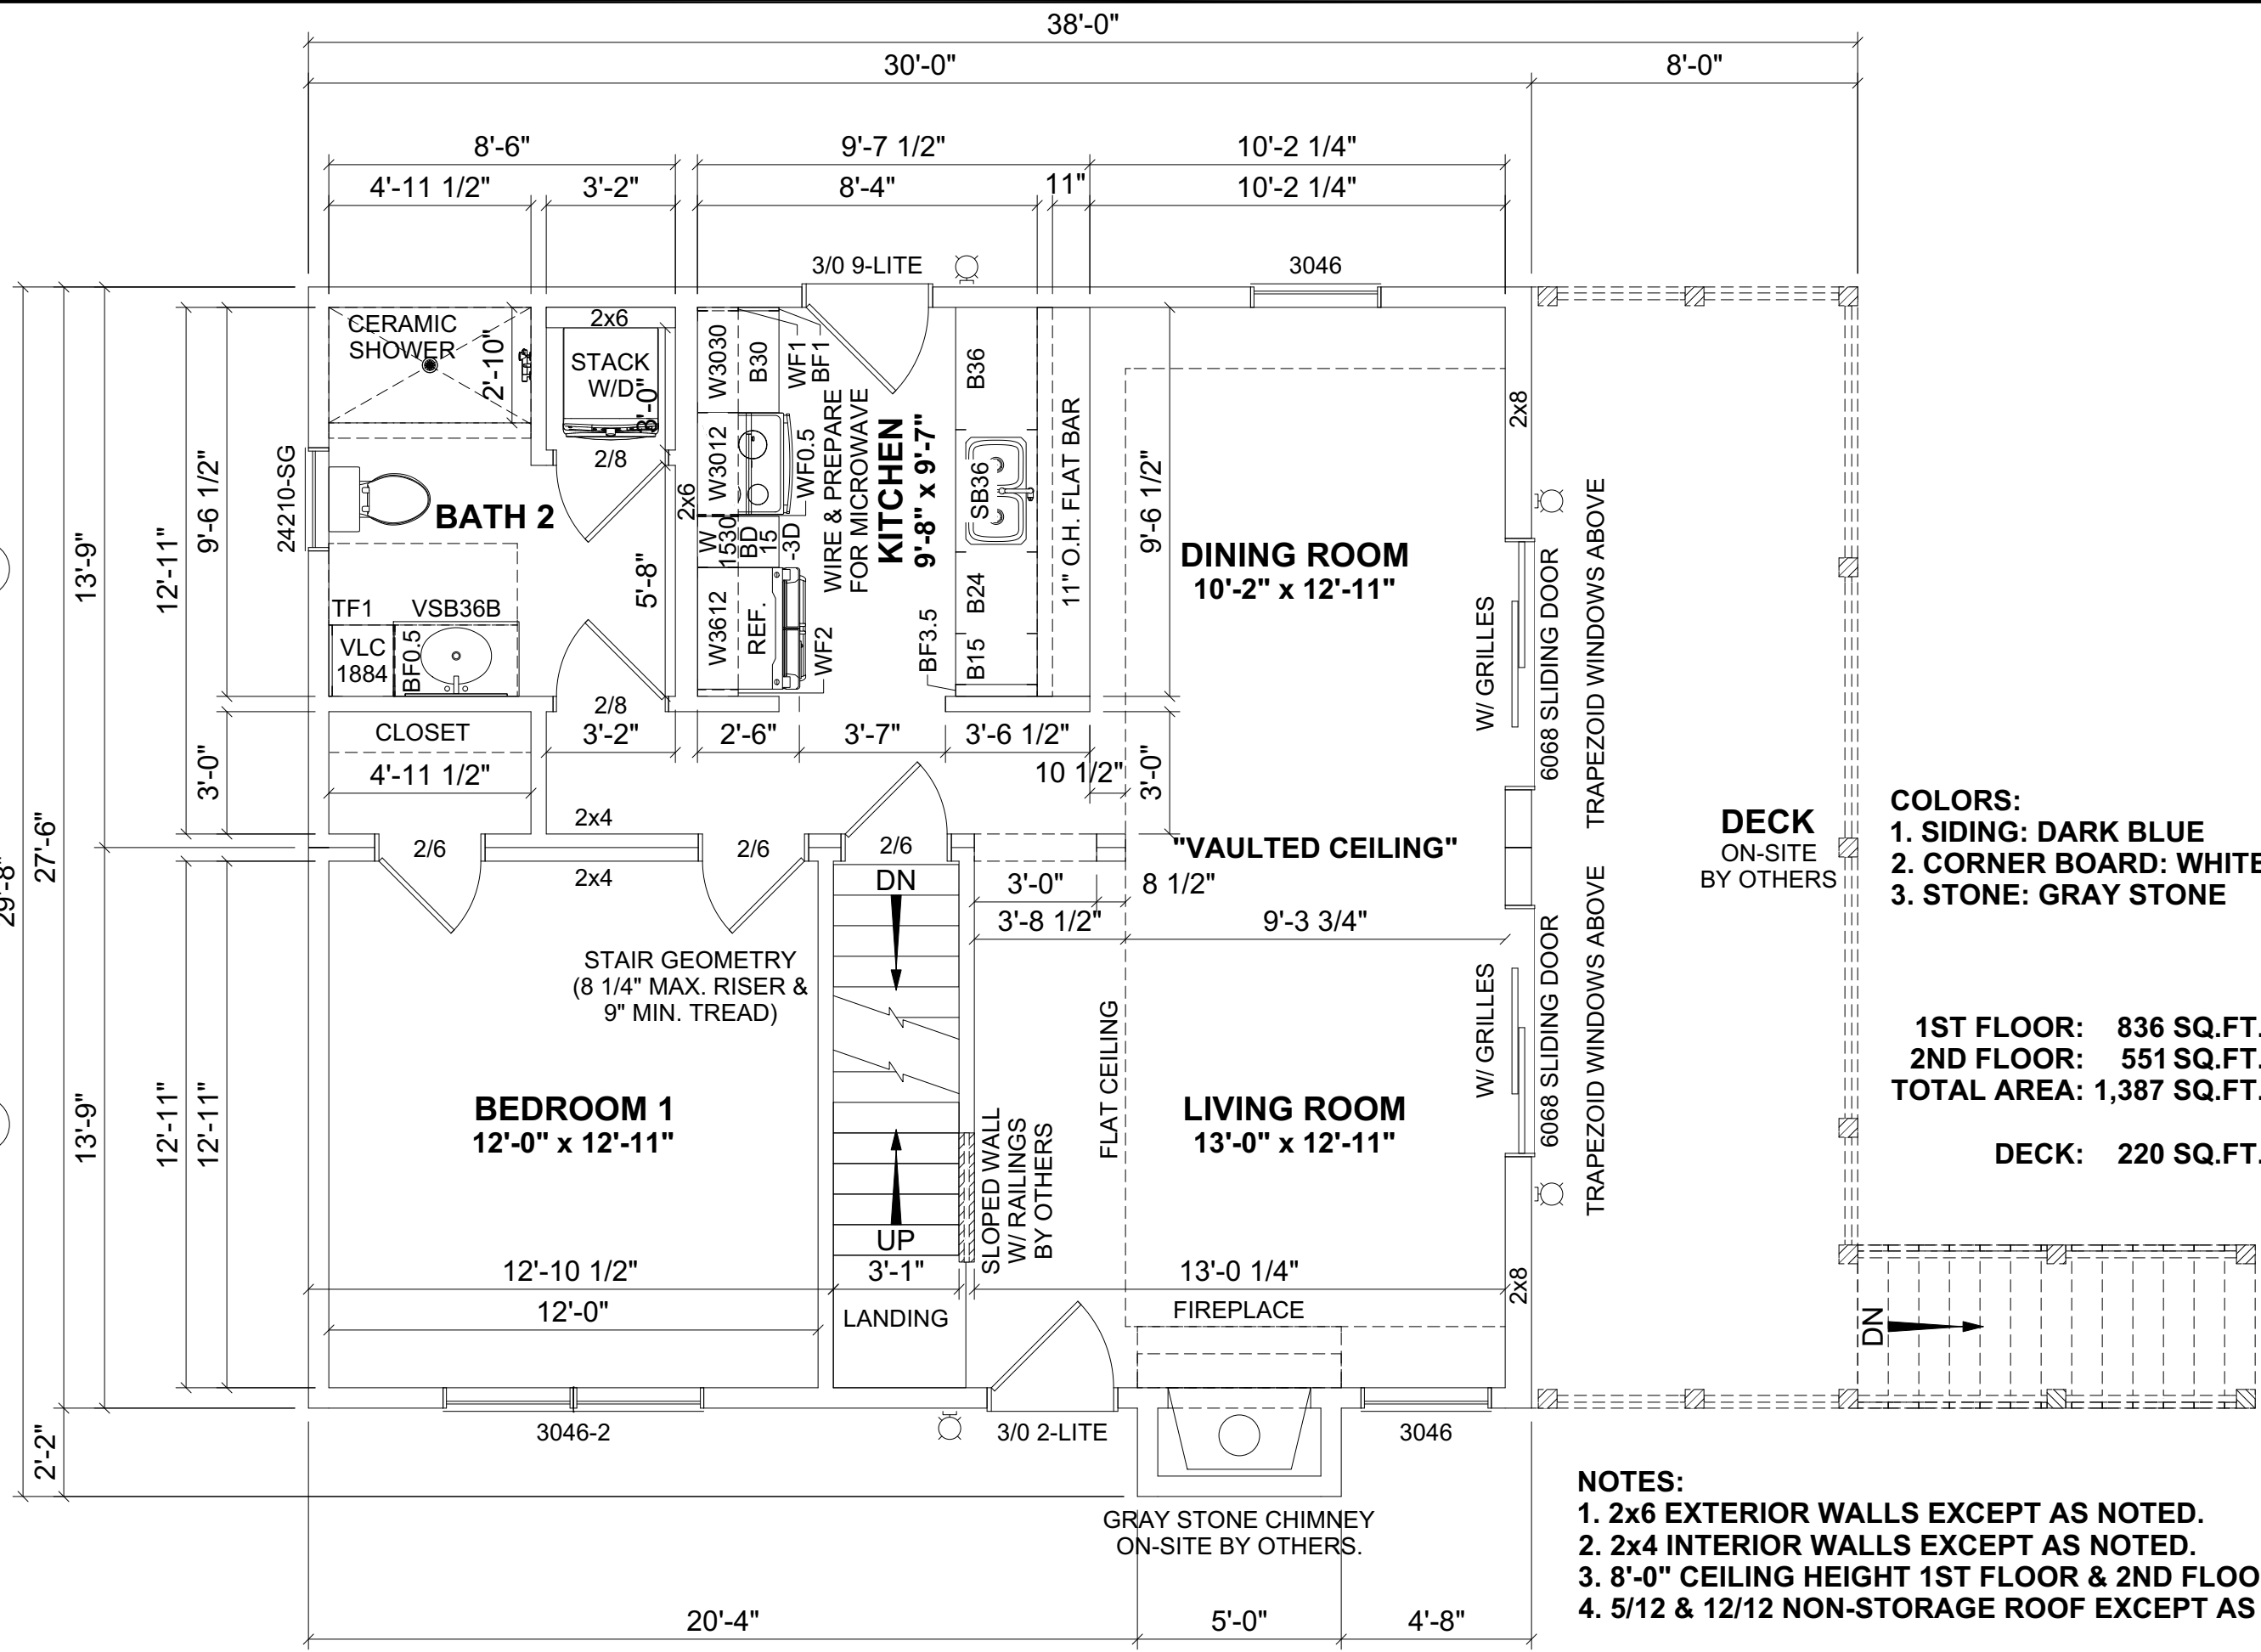 38'-0"
30'-0"
8'-0"
8'-6"
9'-7 1/2"
10'-2 1/4"
4'-11 1/2"
3'-2"
8'-4"
11"
10'-2 1/4"
3/0 9-LITE
3046
CERAMIC
SHOWER
2'-10"
2x6
STACK
W/D
3'-0"
2/8
W3030
B30
WF1
BF1
W3012
WF0.5
WIRE & PREPARE
FOR MICROWAVE
KITCHEN
9'-8" x 9'-7"
W
1530
BD
15
-3D
W3612
REF.
WF2
2x6
B36
SB36
B24
B15
BF3.5
11" O.H. FLAT BAR
9'-6 1/2"
DINING ROOM
10'-2" x 12'-11"
2x8
W/ GRILLES
6068 SLIDING DOOR
TRAPEZOID WINDOWS ABOVE
24210-SG
BATH 2
5'-8"
TF1
VSB36B
VLC
1884
BF0.5
2/8
9'-6 1/2"
12'-11"
13'-9"
27'-6"
29'-8"
3'-0"
CLOSET
4'-11 1/2"
3'-2"
2'-6"
3'-7"
3'-6 1/2"
10 1/2"
3'-0"
2x4
2/6
2/6
2/6
2x4
"VAULTED CEILING"
DN
3'-0"
8 1/2"
3'-8 1/2"
9'-3 3/4"
DECK
ON-SITE
BY OTHERS
COLORS:
1. SIDING: DARK BLUE
2. CORNER BOARD: WHITE
3. STONE: GRAY STONE
STAIR GEOMETRY
(8 1/4" MAX. RISER &
9" MIN. TREAD)
13'-9"
12'-11"
12'-11"
BEDROOM 1
12'-0" x 12'-11"
FLAT CEILING
LIVING ROOM
13'-0" x 12'-11"
W/ GRILLES
6068 SLIDING DOOR
TRAPEZOID WINDOWS ABOVE
1ST FLOOR: 836 SQ.FT.
2ND FLOOR: 551 SQ.FT.
TOTAL AREA: 1,387 SQ.FT.
DECK: 220 SQ.FT.
SLOPED WALL
W/ RAILINGS
BY OTHERS
UP
12'-10 1/2"
3'-1"
13'-0 1/4"
12'-0"
LANDING
FIREPLACE
2x8
DN
3046-2
3/0 2-LITE
3046
2'-2"
GRAY STONE CHIMNEY
ON-SITE BY OTHERS.
NOTES:
1. 2x6 EXTERIOR WALLS EXCEPT AS NOTED.
2. 2x4 INTERIOR WALLS EXCEPT AS NOTED.
3. 8'-0" CEILING HEIGHT 1ST FLOOR & 2ND FLOO
4. 5/12 & 12/12 NON-STORAGE ROOF EXCEPT AS
20'-4"
5'-0"
4'-8"